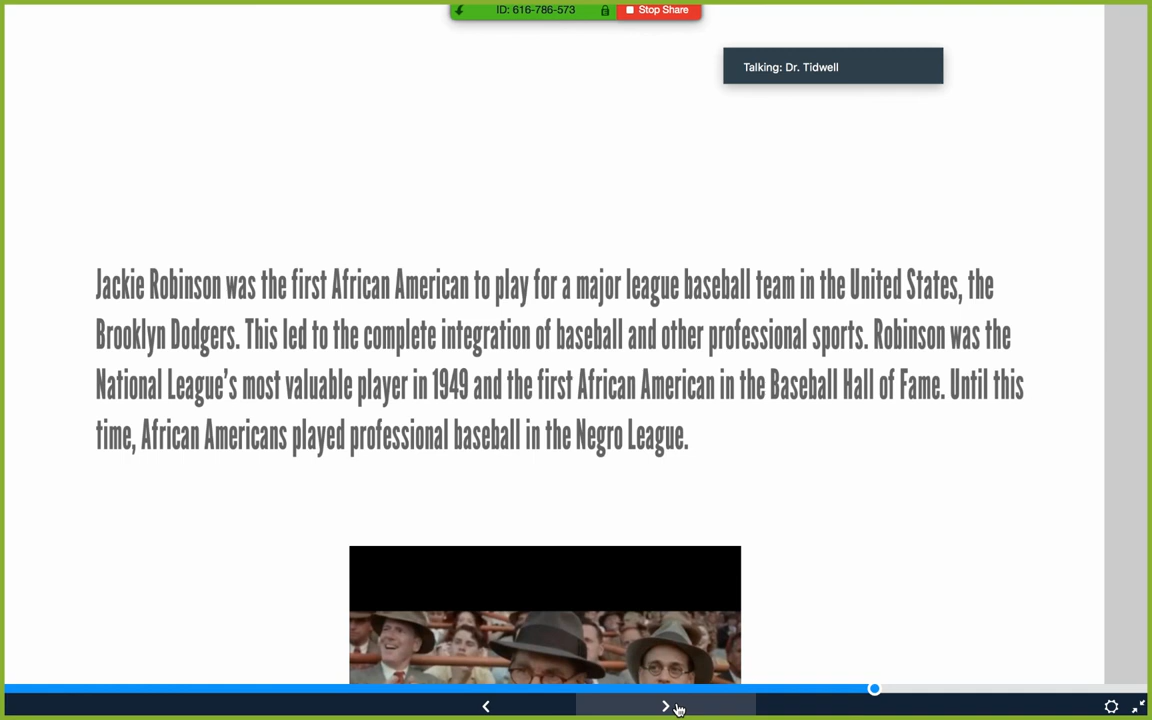 ID: 616-786-573
Stop Share
Talking: Dr. Tidwell
Jackie Robinson was the first African American to play for a major league baseball team in the United States, the
Brooklyn Dodgers. This led to the complete integration of baseball and other professional sports. Robinson was the
National League’s most valuable player in 1949 and the first African American in the Baseball Hall of Fame. Until this
time, African Americans played professional baseball in the Negro League.